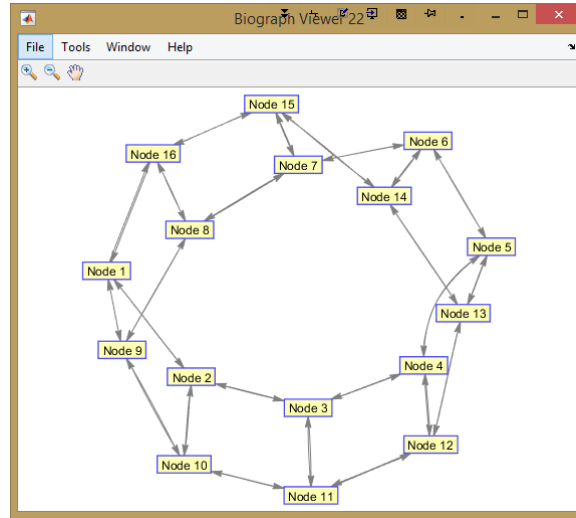 Biograph Viewer 22
File Tools Window Help
Node 15
Node 6
Node 16
Node 7
Node 14
Node 8
Node 5
Node 1
Node 13
Node 9
Node 4
Node 2
Node 3
Node 12
Node 10
Node 11